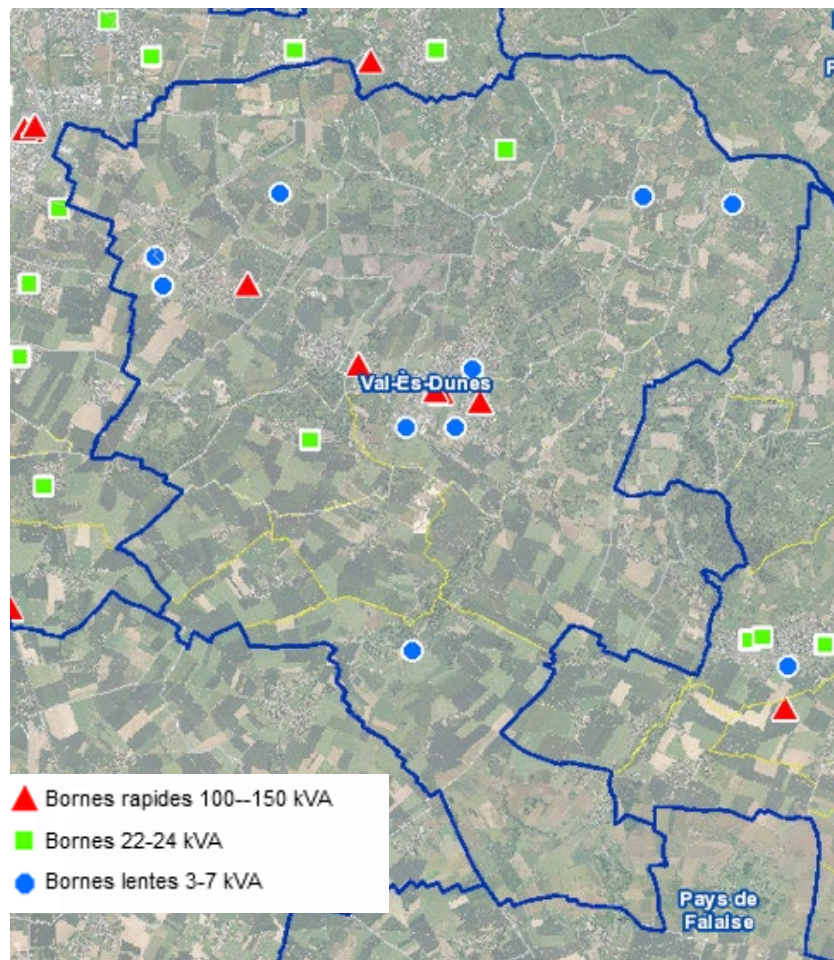 P
Val-Ès-Dunes
Bornes rapides 100--150 kVA
Bornes 22-24 kVA
Bornes lentes 3-7 kVA
Pays de
Falaise